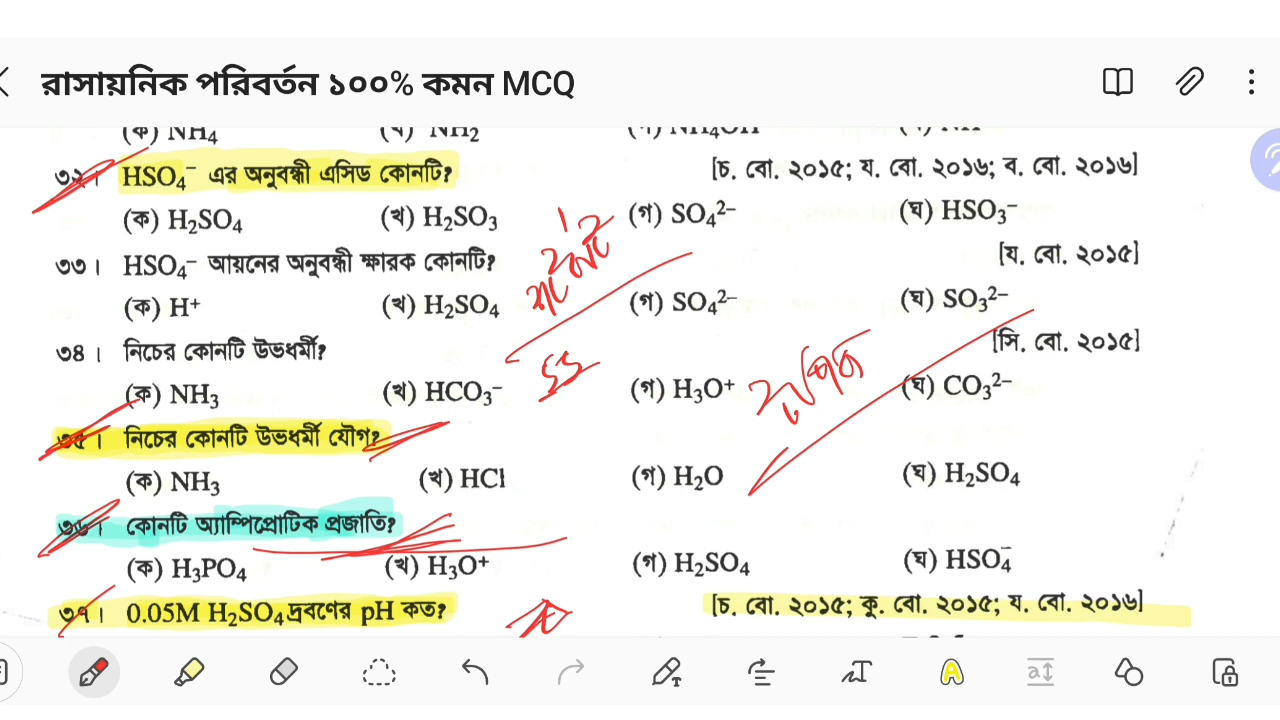 রাসায়নিক পরিবর্তন ১০০% কমন MCQ
(ক) NH₄ (খ) NH₂ (গ) NH₄OH
৩২। HSO₄⁻ এর অনুবন্ধী এসিড কোনটি? [চ. বো. ২০১৫; য. বো. ২০১৬; ব. বো. ২০১৬]
(ক) H₂SO₄ (খ) H₂SO₃ (গ) SO₄²⁻ (ঘ) HSO₃⁻
৩৩। HSO₄⁻ আয়নের অনুবন্ধী ক্ষারক কোনটি? [য. বো. ২০১৫]
(ক) H⁺ (খ) H₂SO₄ (গ) SO₄²⁻ (ঘ) SO₃²⁻
৩৪। নিচের কোনটি উভধর্মী? [সি. বো. ২০১৫]
(ক) NH₃ (খ) HCO₃⁻ (গ) H₃O⁺ (ঘ) CO₃²⁻
৩৫। নিচের কোনটি উভধর্মী যৌগ?
(ক) NH₃ (খ) HCl (গ) H₂O (ঘ) H₂SO₄
৩৬। কোনটি অ্যাম্পিপ্রোটিক প্রজাতি?
(ক) H₃PO₄ (খ) H₃O⁺ (গ) H₂SO₄ (ঘ) HSO₄⁻
৩৭। 0.05M H₂SO₄ দ্রবণের pH কত? [চ. বো. ২০১৫; কু. বো. ২০১৫; য. বো. ২০১৬]